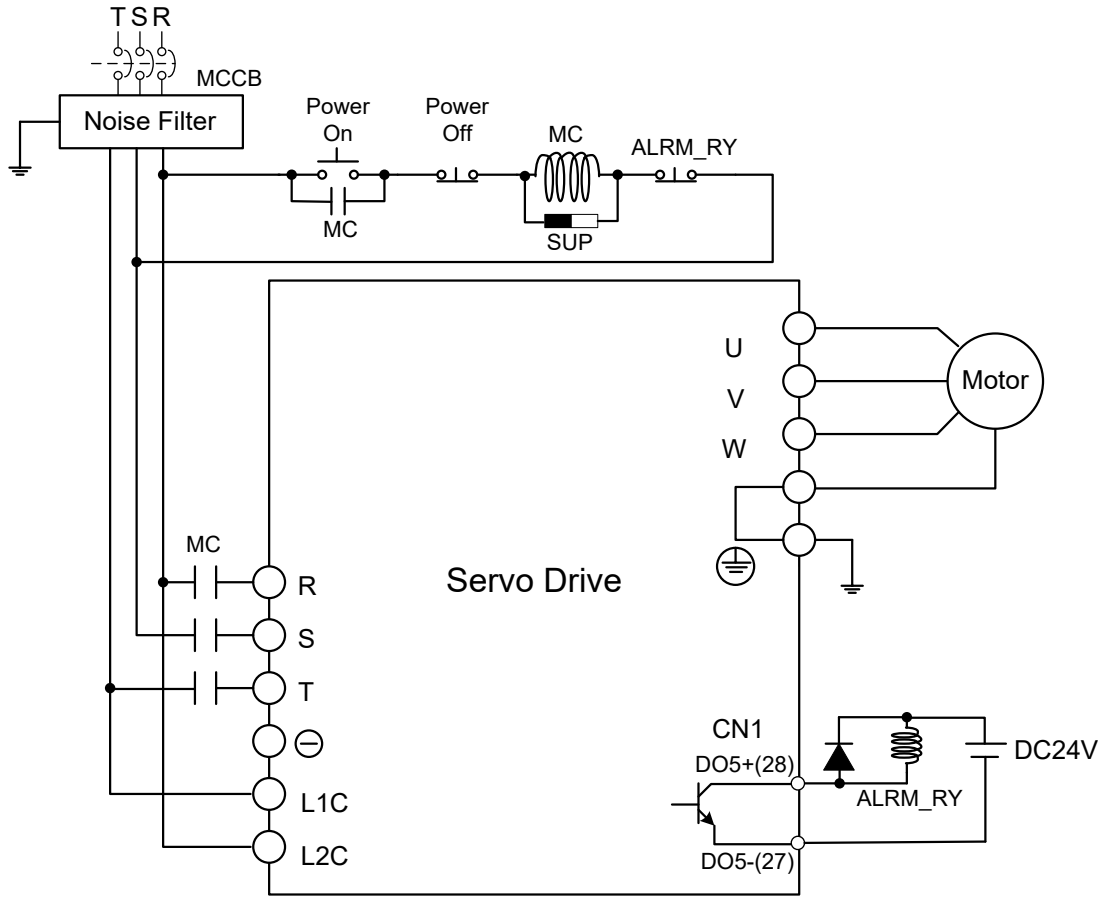 T S R
MCCB
Noise Filter
Power
On
Power
Off
MC
ALRM_RY
MC
SUP
U
V
W
Motor
MC
R
S
T
Servo Drive
L1C
L2C
CN1
DO5+(28)
DO5-(27)
ALRM_RY
DC24V